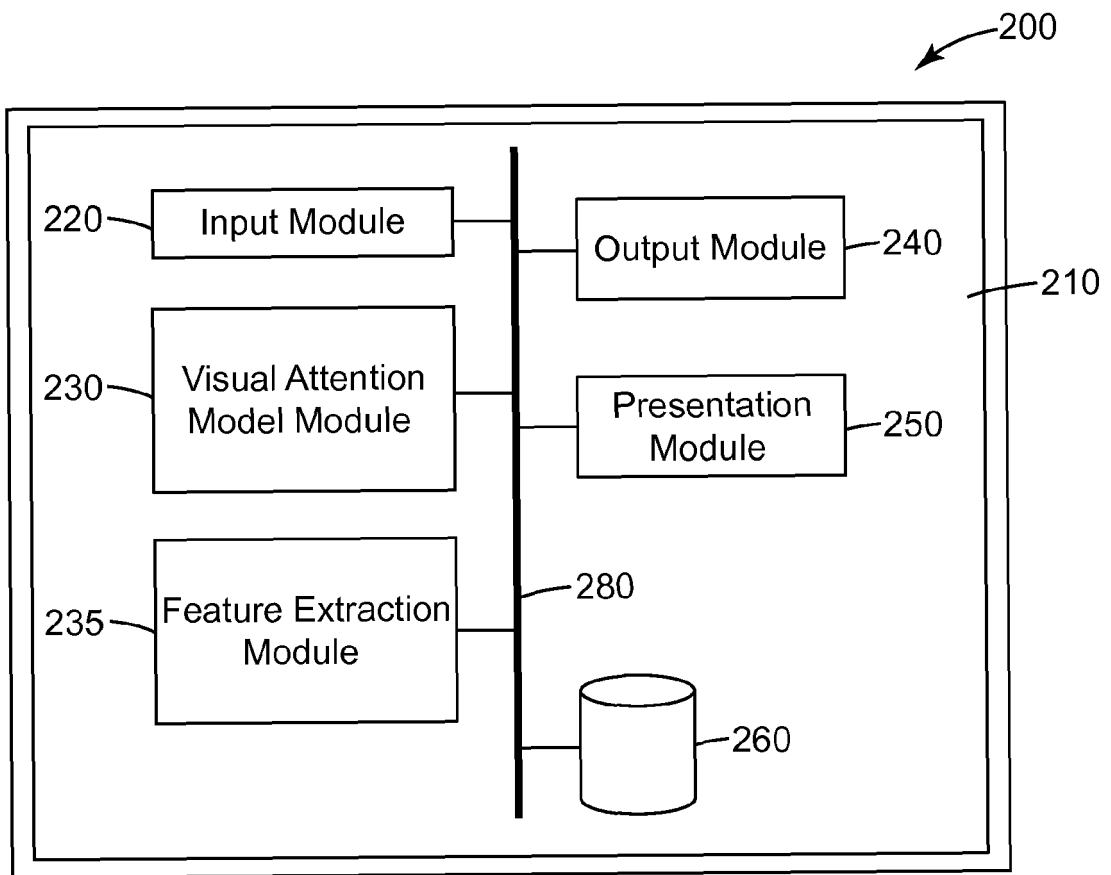 200
220
Input Module
Output Module
240
210
230
Visual Attention
Model Module
Presentation
Module
250
235
Feature Extraction
Module
280
260